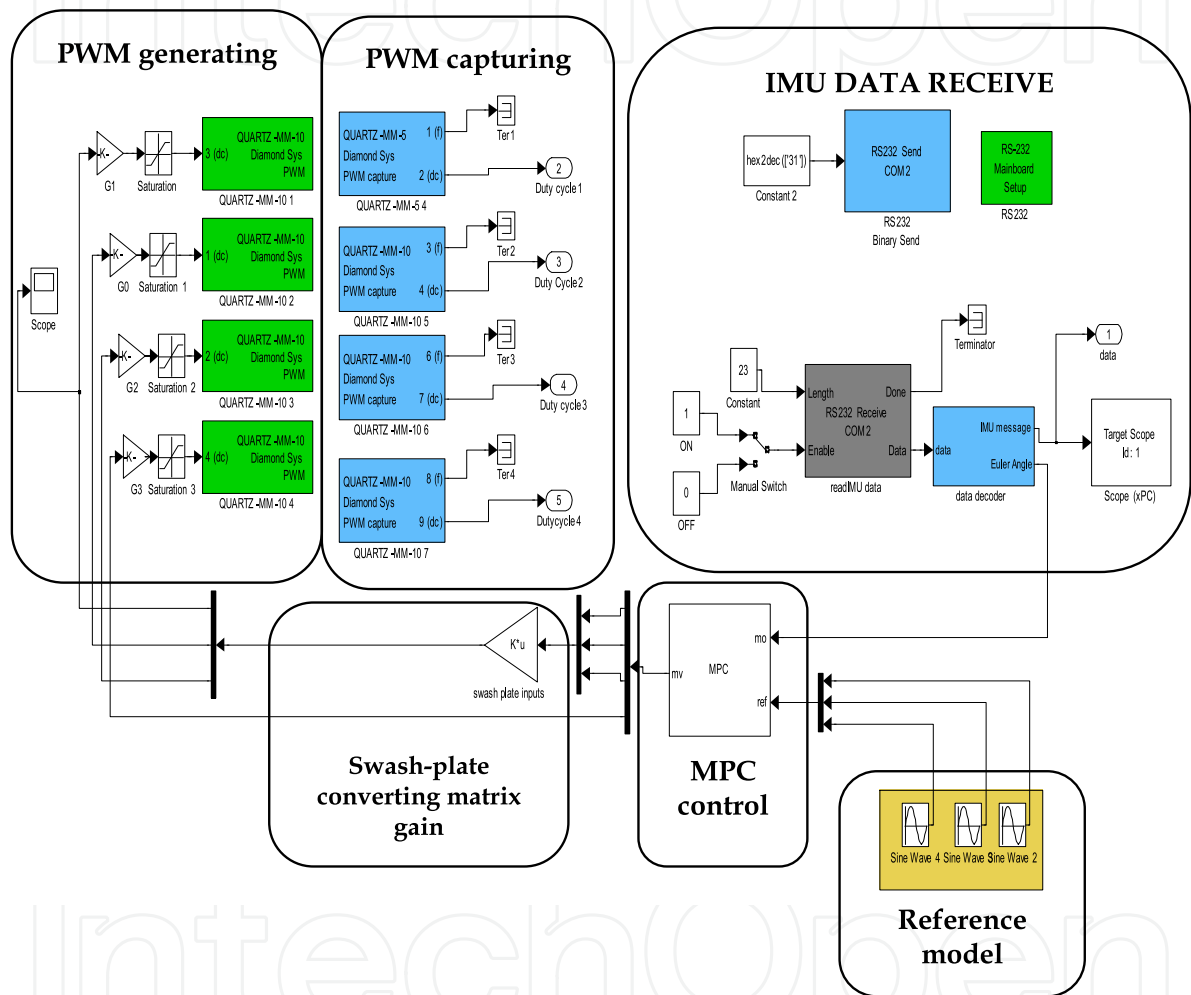 IntechOpen
PWM generating
-K-
G1
Saturation
3 (dc)
QUARTZ -MM-10
Diamond Sys
PWM
QUARTZ -MM-10 1
-K-
G0
Saturation 1
1 (dc)
QUARTZ -MM-10
Diamond Sys
PWM
QUARTZ -MM-10 2
Scope
-K-
G2
Saturation 2
2 (dc)
QUARTZ -MM-10
Diamond Sys
PWM
QUARTZ -MM-10 3
-K-
G3
Saturation 3
4 (dc)
QUARTZ -MM-10
Diamond Sys
PWM
QUARTZ -MM-10 4
PWM capturing
QUARTZ -MM-5
Diamond Sys
PWM capture
1 (f)
2 (dc)
QUARTZ -MM-5 4
Ter1
2
Duty cycle 1
QUARTZ -MM-10
Diamond Sys
PWM capture
3 (f)
4 (dc)
QUARTZ -MM-10 5
Ter2
3
Duty Cycle 2
QUARTZ -MM-10
Diamond Sys
PWM capture
6 (f)
7 (dc)
QUARTZ -MM-10 6
Ter3
4
Duty cycle 3
QUARTZ -MM-10
Diamond Sys
PWM capture
8 (f)
9 (dc)
QUARTZ -MM-10 7
Ter4
5
Dutycycle 4
IMU DATA RECEIVE
hex2dec(['31'])
Constant 2
RS232 Send
COM 2
RS232
Binary Send
RS-232
Mainboard
Setup
RS232
Terminator
1
data
23
Constant
1
ON
0
OFF
Manual Switch
Length
Enable
RS232 Receive
COM 2
Done
Data
readIMU data
data
IMU message
Euler Angle
data decoder
Target Scope
Id: 1
Scope (xPC)
K*u
swash plate inputs
Swash-plate
converting matrix
gain
mo
mv
MPC
ref
MPC
control
Sine Wave 4
Sine Wave 3
Sine Wave 2
Reference
model
IntechOpen